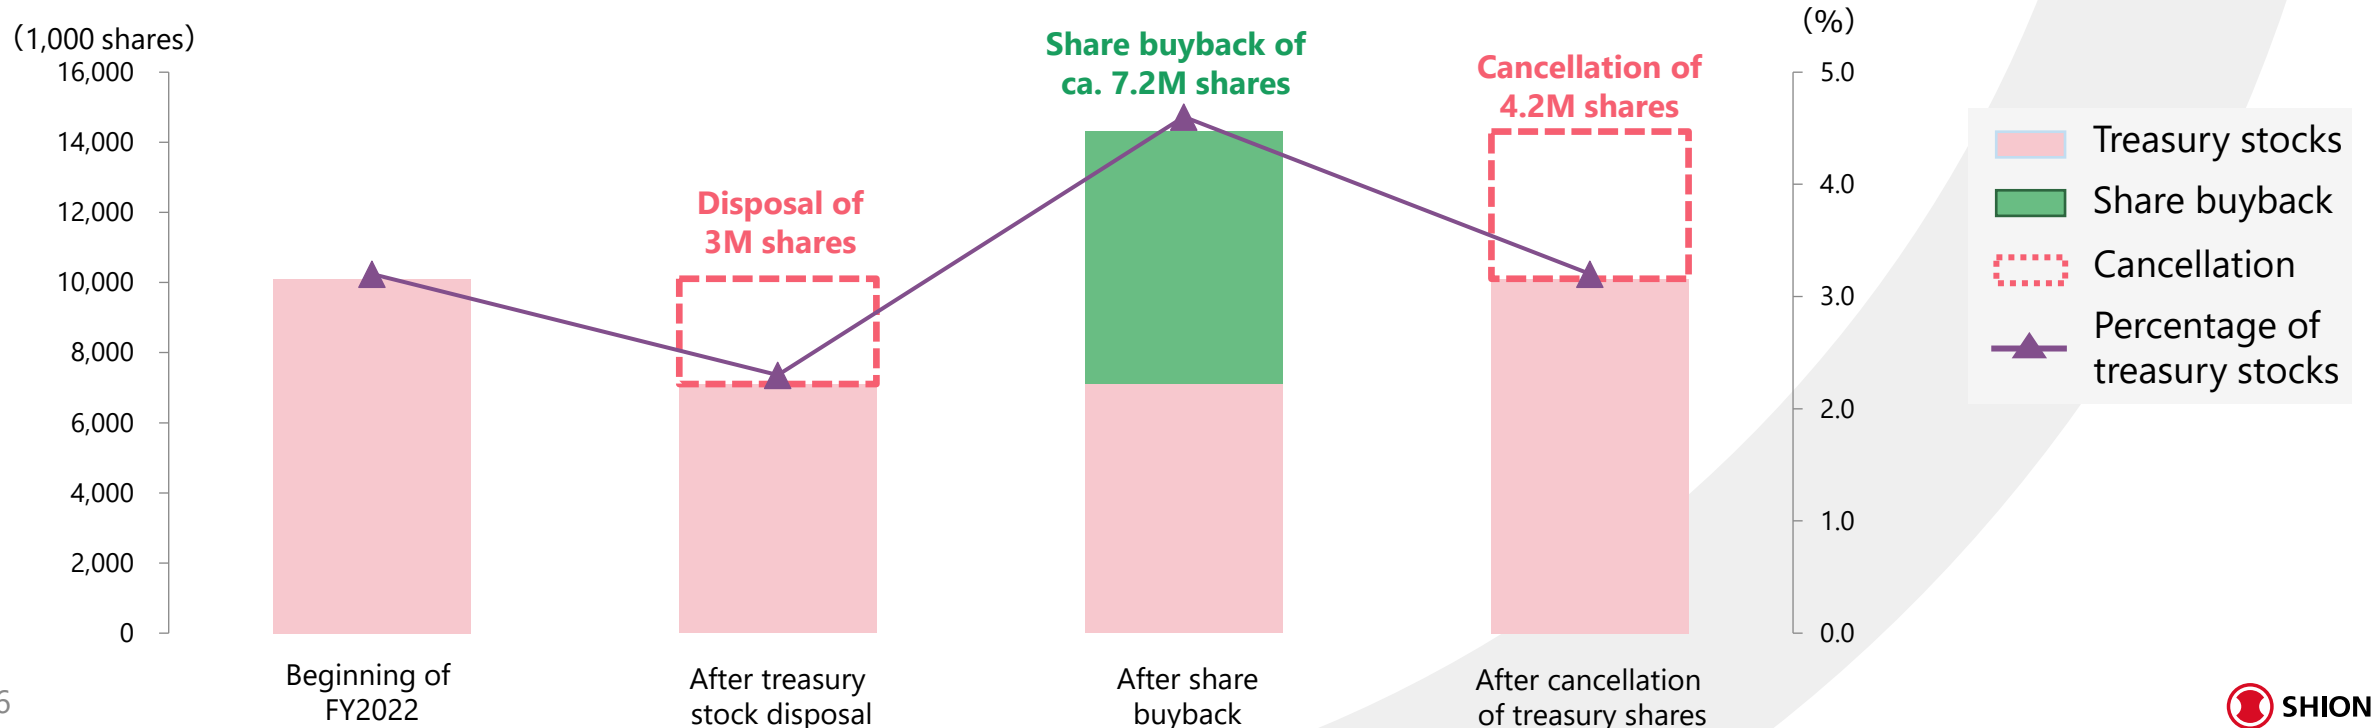 (1,000 shares)
16,000
14,000
12,000
10,000
8,000
6,000
4,000
2,000
0
Share buyback of
ca. 7.2M shares
Cancellation of
4.2M shares
Disposal of
3M shares
(%)
5.0
4.0
3.0
2.0
1.0
0.0
Treasury stocks
Share buyback
Cancellation
Percentage of
treasury stocks
Beginning of
FY2022
After treasury
stock disposal
After share
buyback
After cancellation
of treasury shares
6
SHION